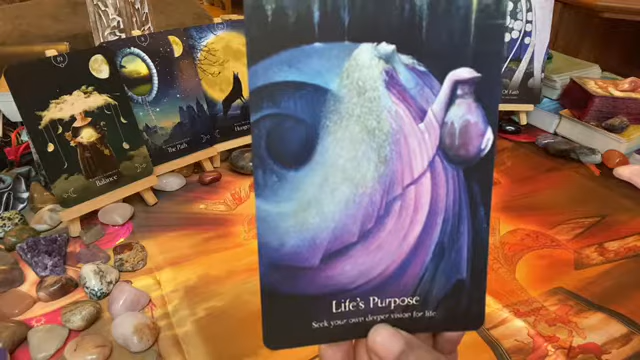 Balance
The Path
Life's Purpose
Seek your own deeper vision for life